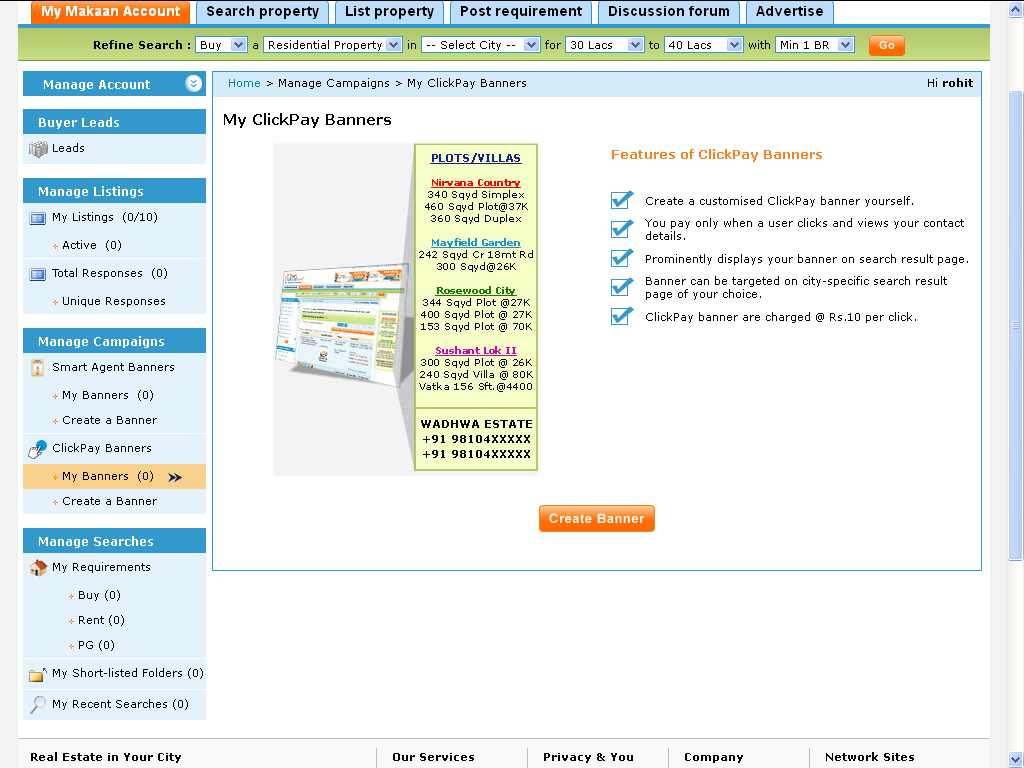 My Makaan Account
Search property
List property
Post requirement
Discussion forum
Advertise
Refine Search : Buy a Residential Property in -- Select City -- for 30 Lacs to 40 Lacs with Min 1 BR Go
Manage Account
Buyer Leads
Leads
Manage Listings
My Listings (0/10)
Active (0)
Total Responses (0)
Unique Responses
Manage Campaigns
Smart Agent Banners
My Banners (0)
Create a Banner
ClickPay Banners
My Banners (0)
Create a Banner
Manage Searches
My Requirements
Buy (0)
Rent (0)
PG (0)
My Short-listed Folders (0)
My Recent Searches (0)
Home > Manage Campaigns > My ClickPay Banners
Hi rohit
My ClickPay Banners
PLOTS/VILLAS
Nirvana Country
340 Sqyd Simplex
460 Sqyd Plot@37K
360 Sqyd Duplex
Mayfield Garden
242 Sqyd Cr 18mt Rd
300 Sqyd@26K
Rosewood City
344 Sqyd Plot @27K
400 Sqyd Plot @ 27K
153 Sqyd Plot @ 70K
Sushant Lok II
300 Sqyd Plot @ 26K
240 Sqyd Villa @ 80K
Vatka 156 Sft.@4400
WADHWA ESTATE
+91 98104XXXXX
+91 98104XXXXX
Features of ClickPay Banners
Create a customised ClickPay banner yourself.
You pay only when a user clicks and views your contact
details.
Prominently displays your banner on search result page.
Banner can be targeted on city-specific search result
page of your choice.
ClickPay banner are charged @ Rs.10 per click.
Create Banner
Real Estate in Your City
Our Services
Privacy & You
Company
Network Sites